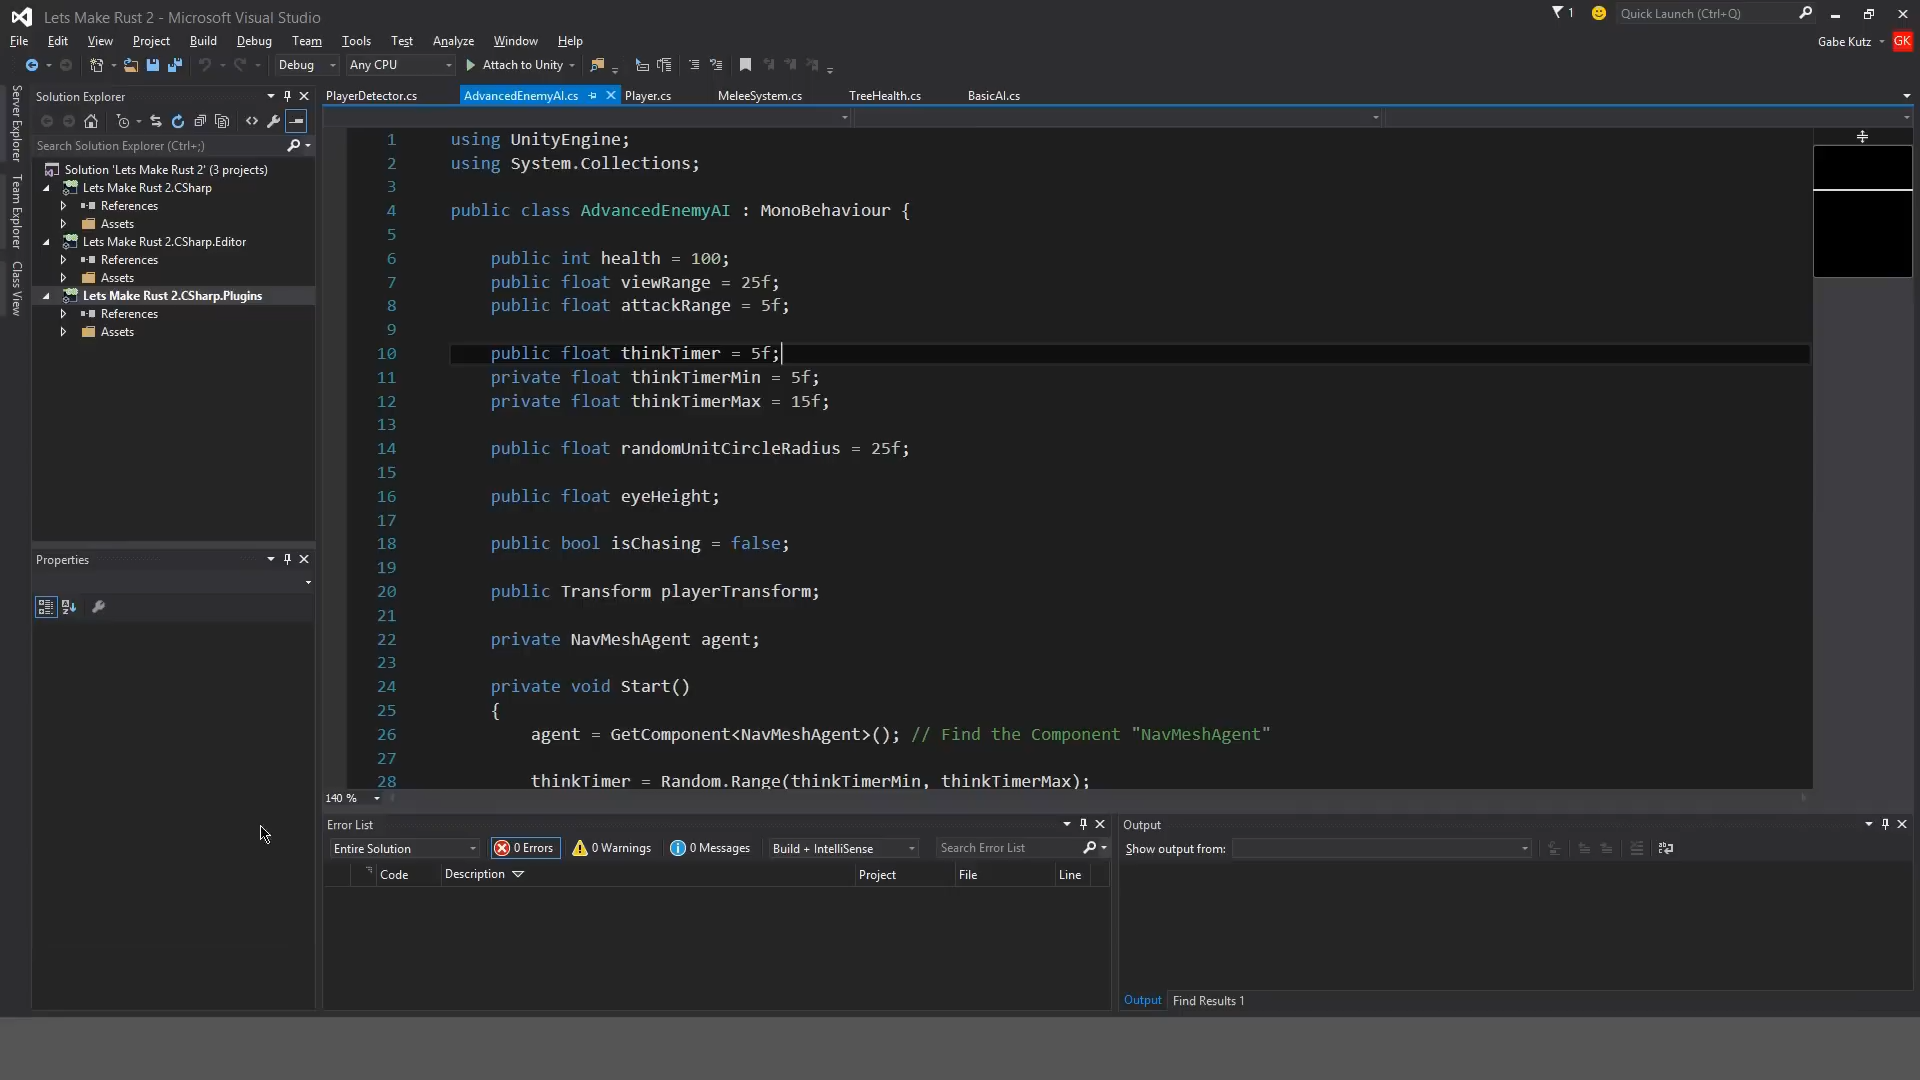 Lets Make Rust 2 - Microsoft Visual Studio
1
Quick Launch (Ctrl+Q)
File Edit View Project Build Debug Team Tools Test Analyze Window Help
Gabe Kutz GK
Debug Any CPU Attach to Unity
Server Explorer
Team Explorer
Class View
Solution Explorer
Search Solution Explorer (Ctrl+;)
Solution 'Lets Make Rust 2' (3 projects)
Lets Make Rust 2.CSharp
References
Assets
Lets Make Rust 2.CSharp.Editor
References
Assets
Lets Make Rust 2.CSharp.Plugins
References
Assets
Properties
PlayerDetector.cs AdvancedEnemyAI.cs Player.cs MeleeSystem.cs TreeHealth.cs BasicAI.cs
1 using UnityEngine;
2 using System.Collections;
3
4 public class AdvancedEnemyAI : MonoBehaviour {
5
6 public int health = 100;
7 public float viewRange = 25f;
8 public float attackRange = 5f;
9
10 public float thinkTimer = 5f;
11 private float thinkTimerMin = 5f;
12 private float thinkTimerMax = 15f;
13
14 public float randomUnitCircleRadius = 25f;
15
16 public float eyeHeight;
17
18 public bool isChasing = false;
19
20 public Transform playerTransform;
21
22 private NavMeshAgent agent;
23
24 private void Start()
25 {
26 agent = GetComponent<NavMeshAgent>(); // Find the Component "NavMeshAgent"
27
28 thinkTimer = Random.Range(thinkTimerMin, thinkTimerMax);
140 %
Error List
Entire Solution 0 Errors 0 Warnings 0 Messages Build + IntelliSense Search Error List
Code Description Project File Line
Output
Show output from:
Output Find Results 1